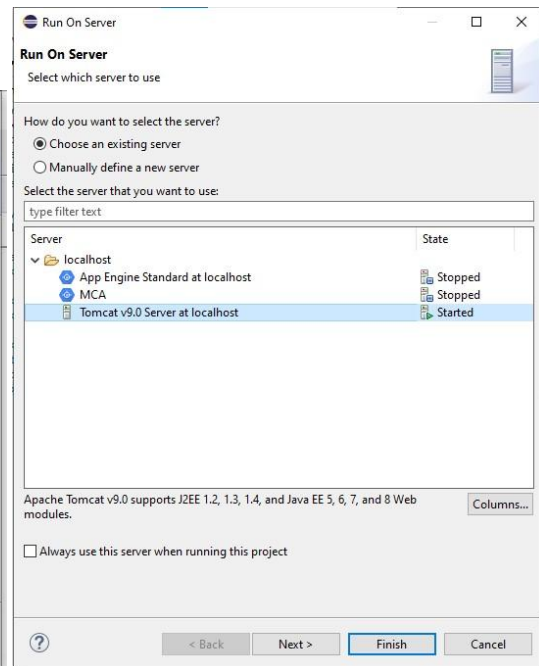 Run On Server
Run On Server
Select which server to use
How do you want to select the server?
Choose an existing server
Manually define a new server
Select the server that you want to use:
type filter text
Server State
localhost
App Engine Standard at localhost Stopped
MCA Stopped
Tomcat v9.0 Server at localhost Started
Apache Tomcat v9.0 supports J2EE 1.2, 1.3, 1.4, and Java EE 5, 6, 7, and 8 Web
modules.
Columns...
Always use this server when running this project
< Back Next > Finish Cancel